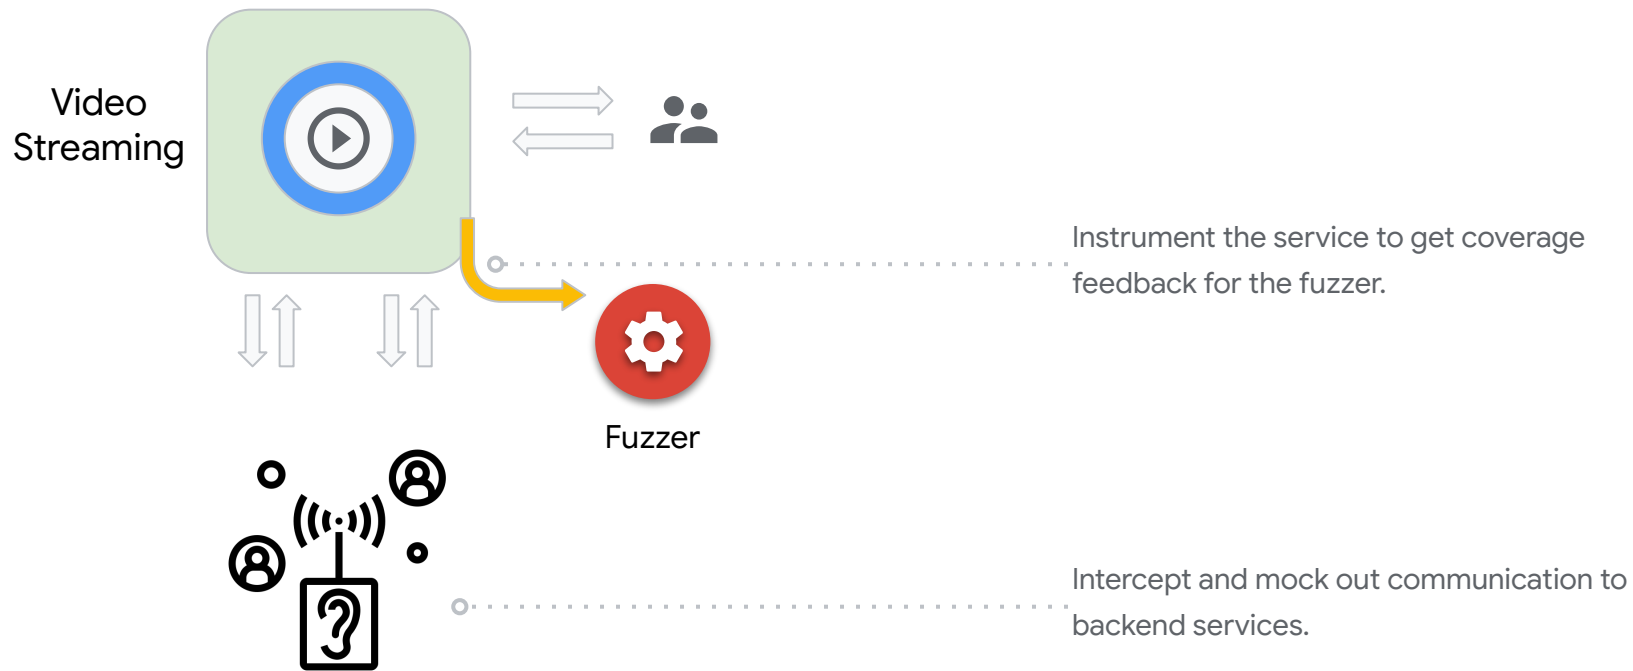 Video
Streaming
Instrument the service to get coverage
feedback for the fuzzer.
Fuzzer
Intercept and mock out communication to
backend services.